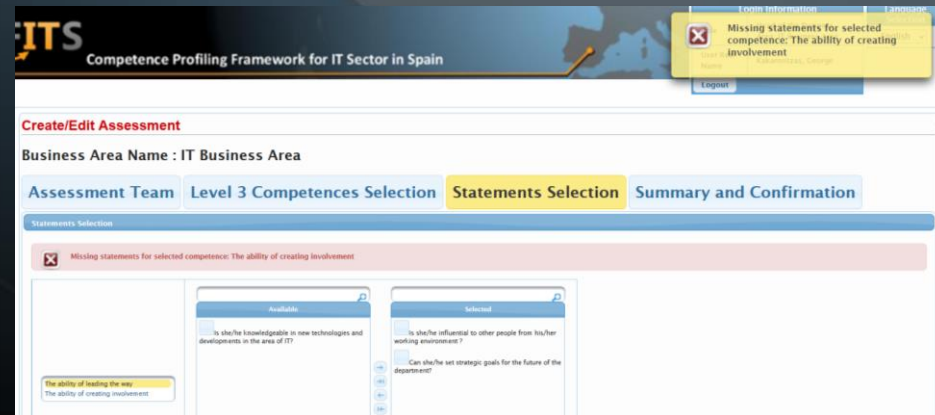 ITS
Competence Profiling Framework for IT Sector in Spain
Login Information
Language
Missing statements for selected
competence: The ability of creating
involvement
Name
Logout
Create/Edit Assessment
Business Area Name : IT Business Area
Assessment Team
Level 3 Competences Selection
Statements Selection
Summary and Confirmation
Statements Selection
Missing statements for selected competence: The ability of creating involvement
Available
Is she/he knowledgeable in new technologies and
developments in the area of IT?
Selected
Is she/he influential to other people from his/her
working environment ?
Can she/he set strategic goals for the future of the
department?
The ability of leading the way
The ability of creating involvement